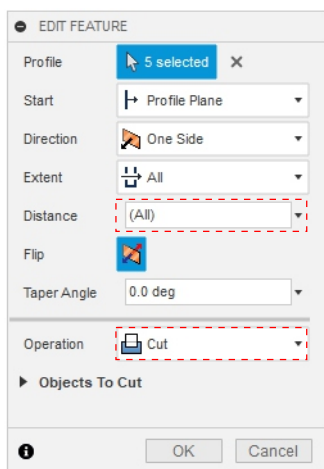 EDIT FEATURE
Profile 5 selected
Start Profile Plane
Direction One Side
Extent All
Distance (All)
Flip
Taper Angle 0.0 deg
Operation Cut
Objects To Cut
OK Cancel